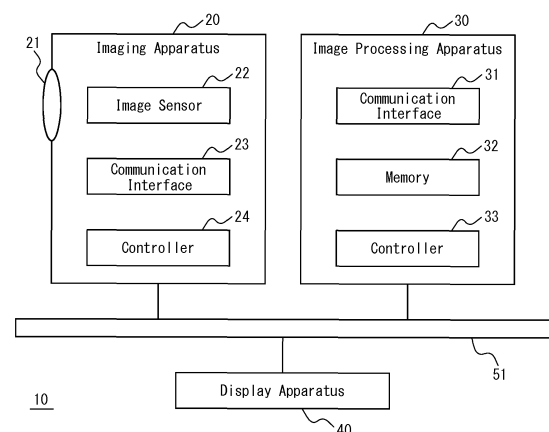 20
30
21
Imaging Apparatus
Image Processing Apparatus
22
31
Image Sensor
Communication
Interface
23
32
Communication
Interface
Memory
24
33
Controller
Controller
51
10
Display Apparatus
40